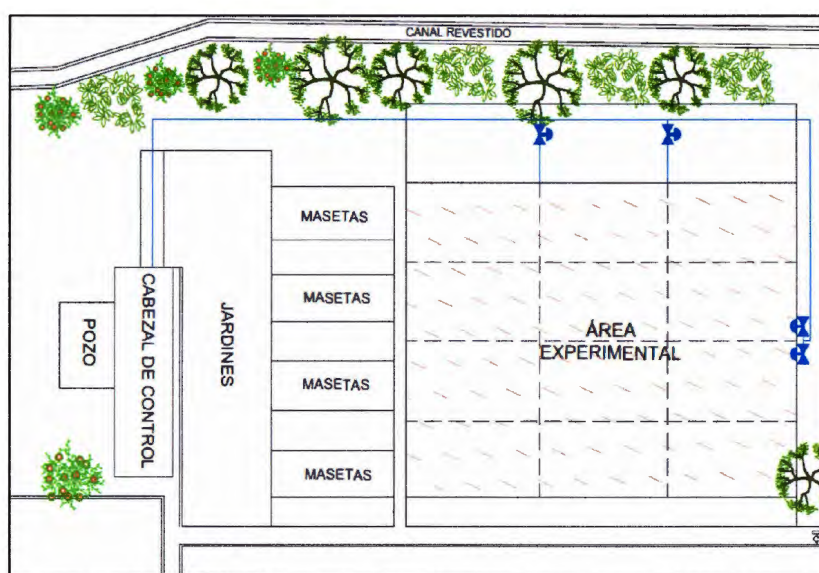 CANAL REVESTIDO
MASETAS
MASETAS
MASETAS
MASETAS
JARDINES
CABEZAL DE CONTROL
POZO
ÁREA
EXPERIMENTAL